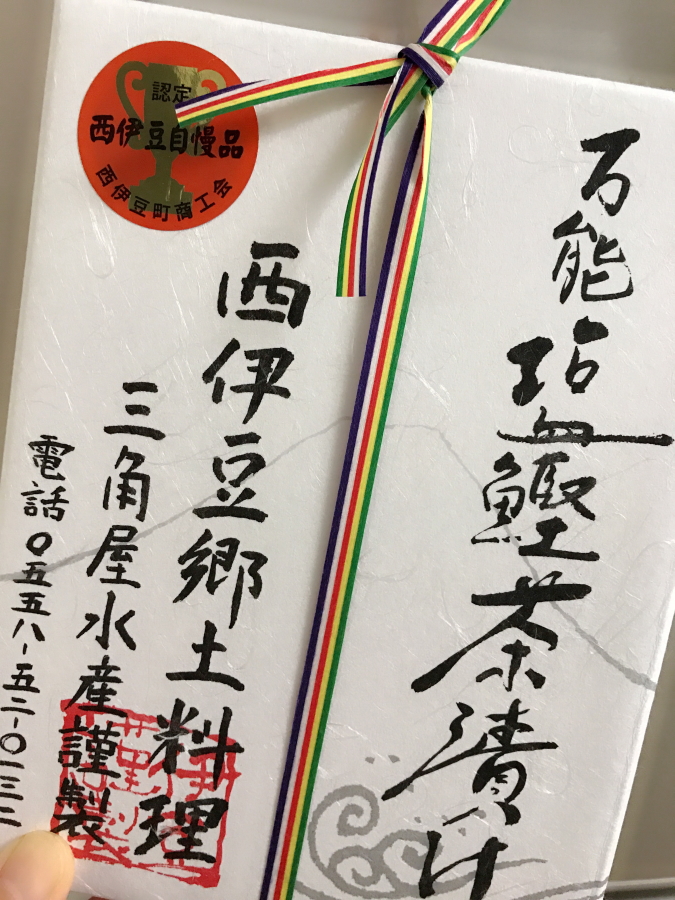 万能塩鰹茶漬け
認定
西伊豆自慢品
西伊豆町商工会
西伊豆郷土料理
三角屋水産謹製
電話〇五五八-五二-〇一三二